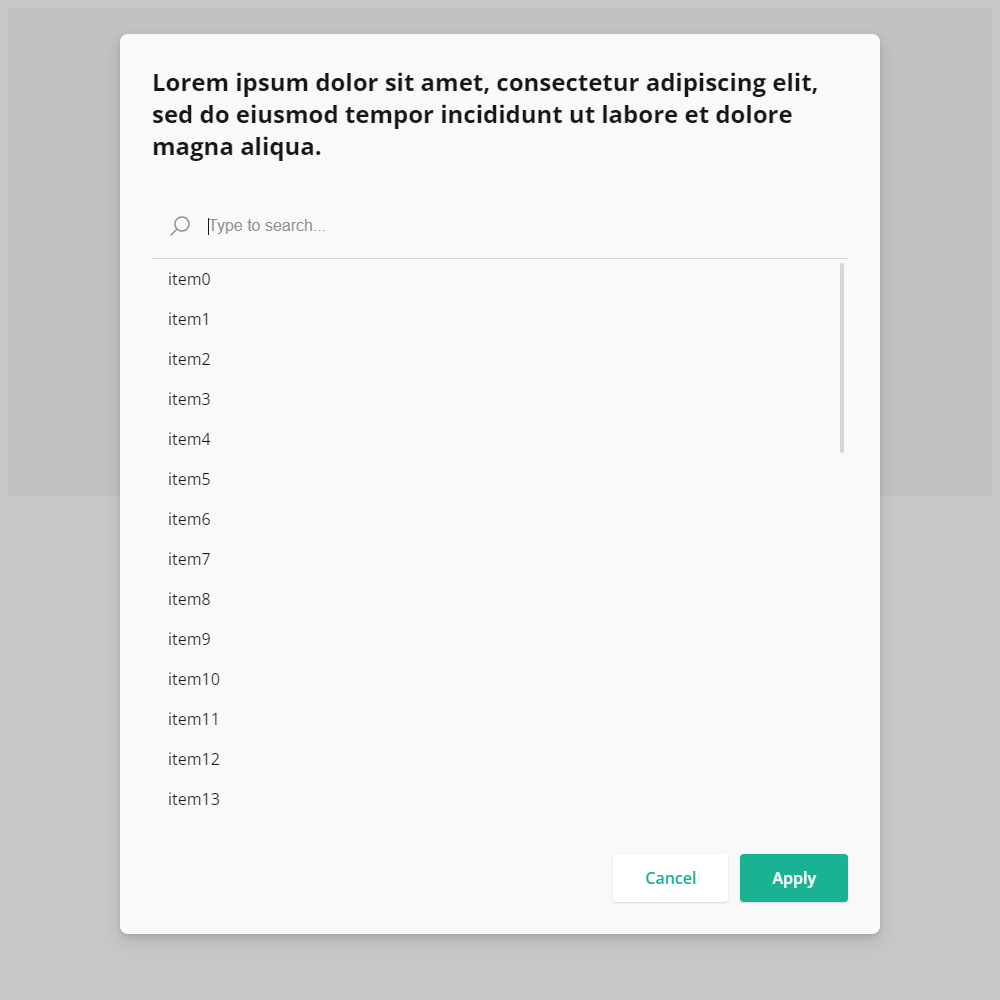 Lorem ipsum dolor sit amet, consectetur adipiscing elit,
sed do eiusmod tempor incididunt ut labore et dolore
magna aliqua.
Type to search...
item0
item1
item2
item3
item4
item5
item6
item7
item8
item9
item10
item11
item12
item13
Cancel
Apply